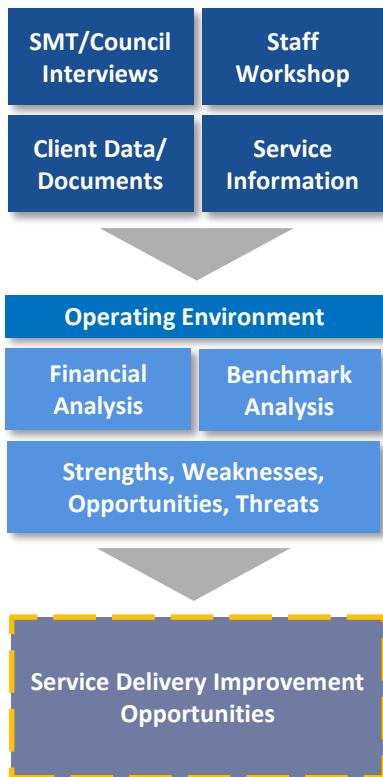 SMT/Council
Interviews
Staff
Workshop
Client Data/
Documents
Service
Information
Operating Environment
Financial
Analysis
Benchmark
Analysis
Strengths, Weaknesses,
Opportunities, Threats
Service Delivery Improvement
Opportunities